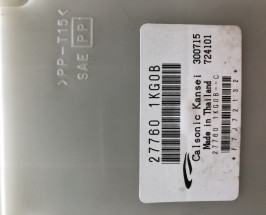 >PP-T15<
SAE PP
27760 1KG0B
Calsonic Kansei
Made in Thailand
300715
724101
27760 1KG0B--C